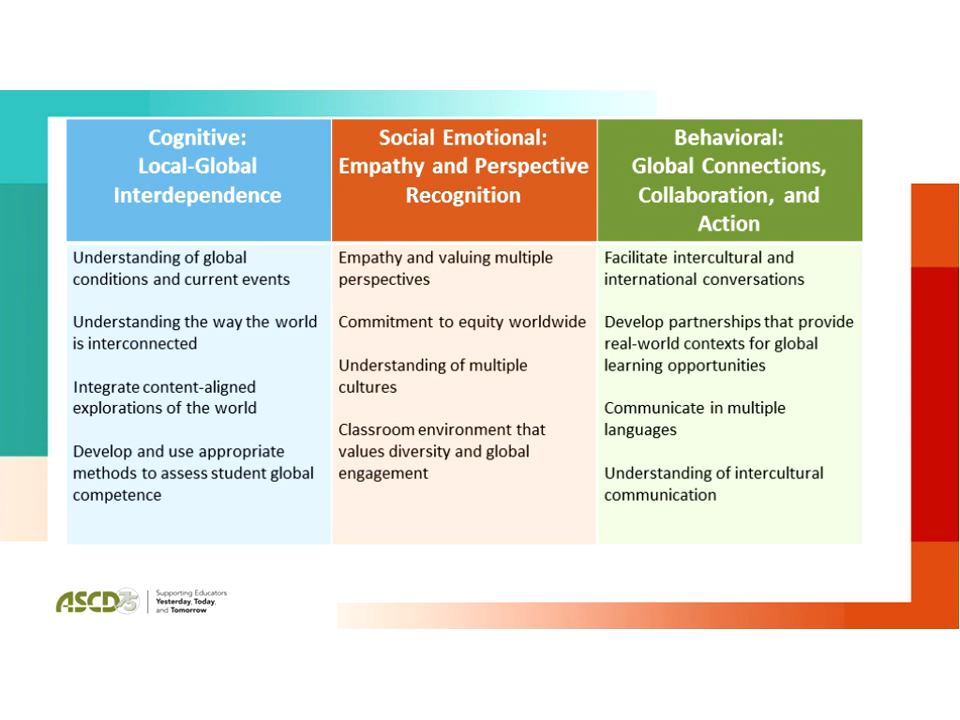 Cognitive:
Local-Global
Interdependence
Social Emotional:
Empathy and Perspective
Recognition
Behavioral:
Global Connections,
Collaboration, and
Action
Understanding of global
conditions and current events
Understanding the way the world
is interconnected
Integrate content-aligned
explorations of the world
Develop and use appropriate
methods to assess student global
competence
Empathy and valuing multiple
perspectives
Commitment to equity worldwide
Understanding of multiple
cultures
Classroom environment that
values diversity and global
engagement
Facilitate intercultural and
international conversations
Develop partnerships that provide
real-world contexts for global
learning opportunities
Communicate in multiple
languages
Understanding of intercultural
communication
ASCD 75
Supporting Educators
Yesterday, Today,
and Tomorrow